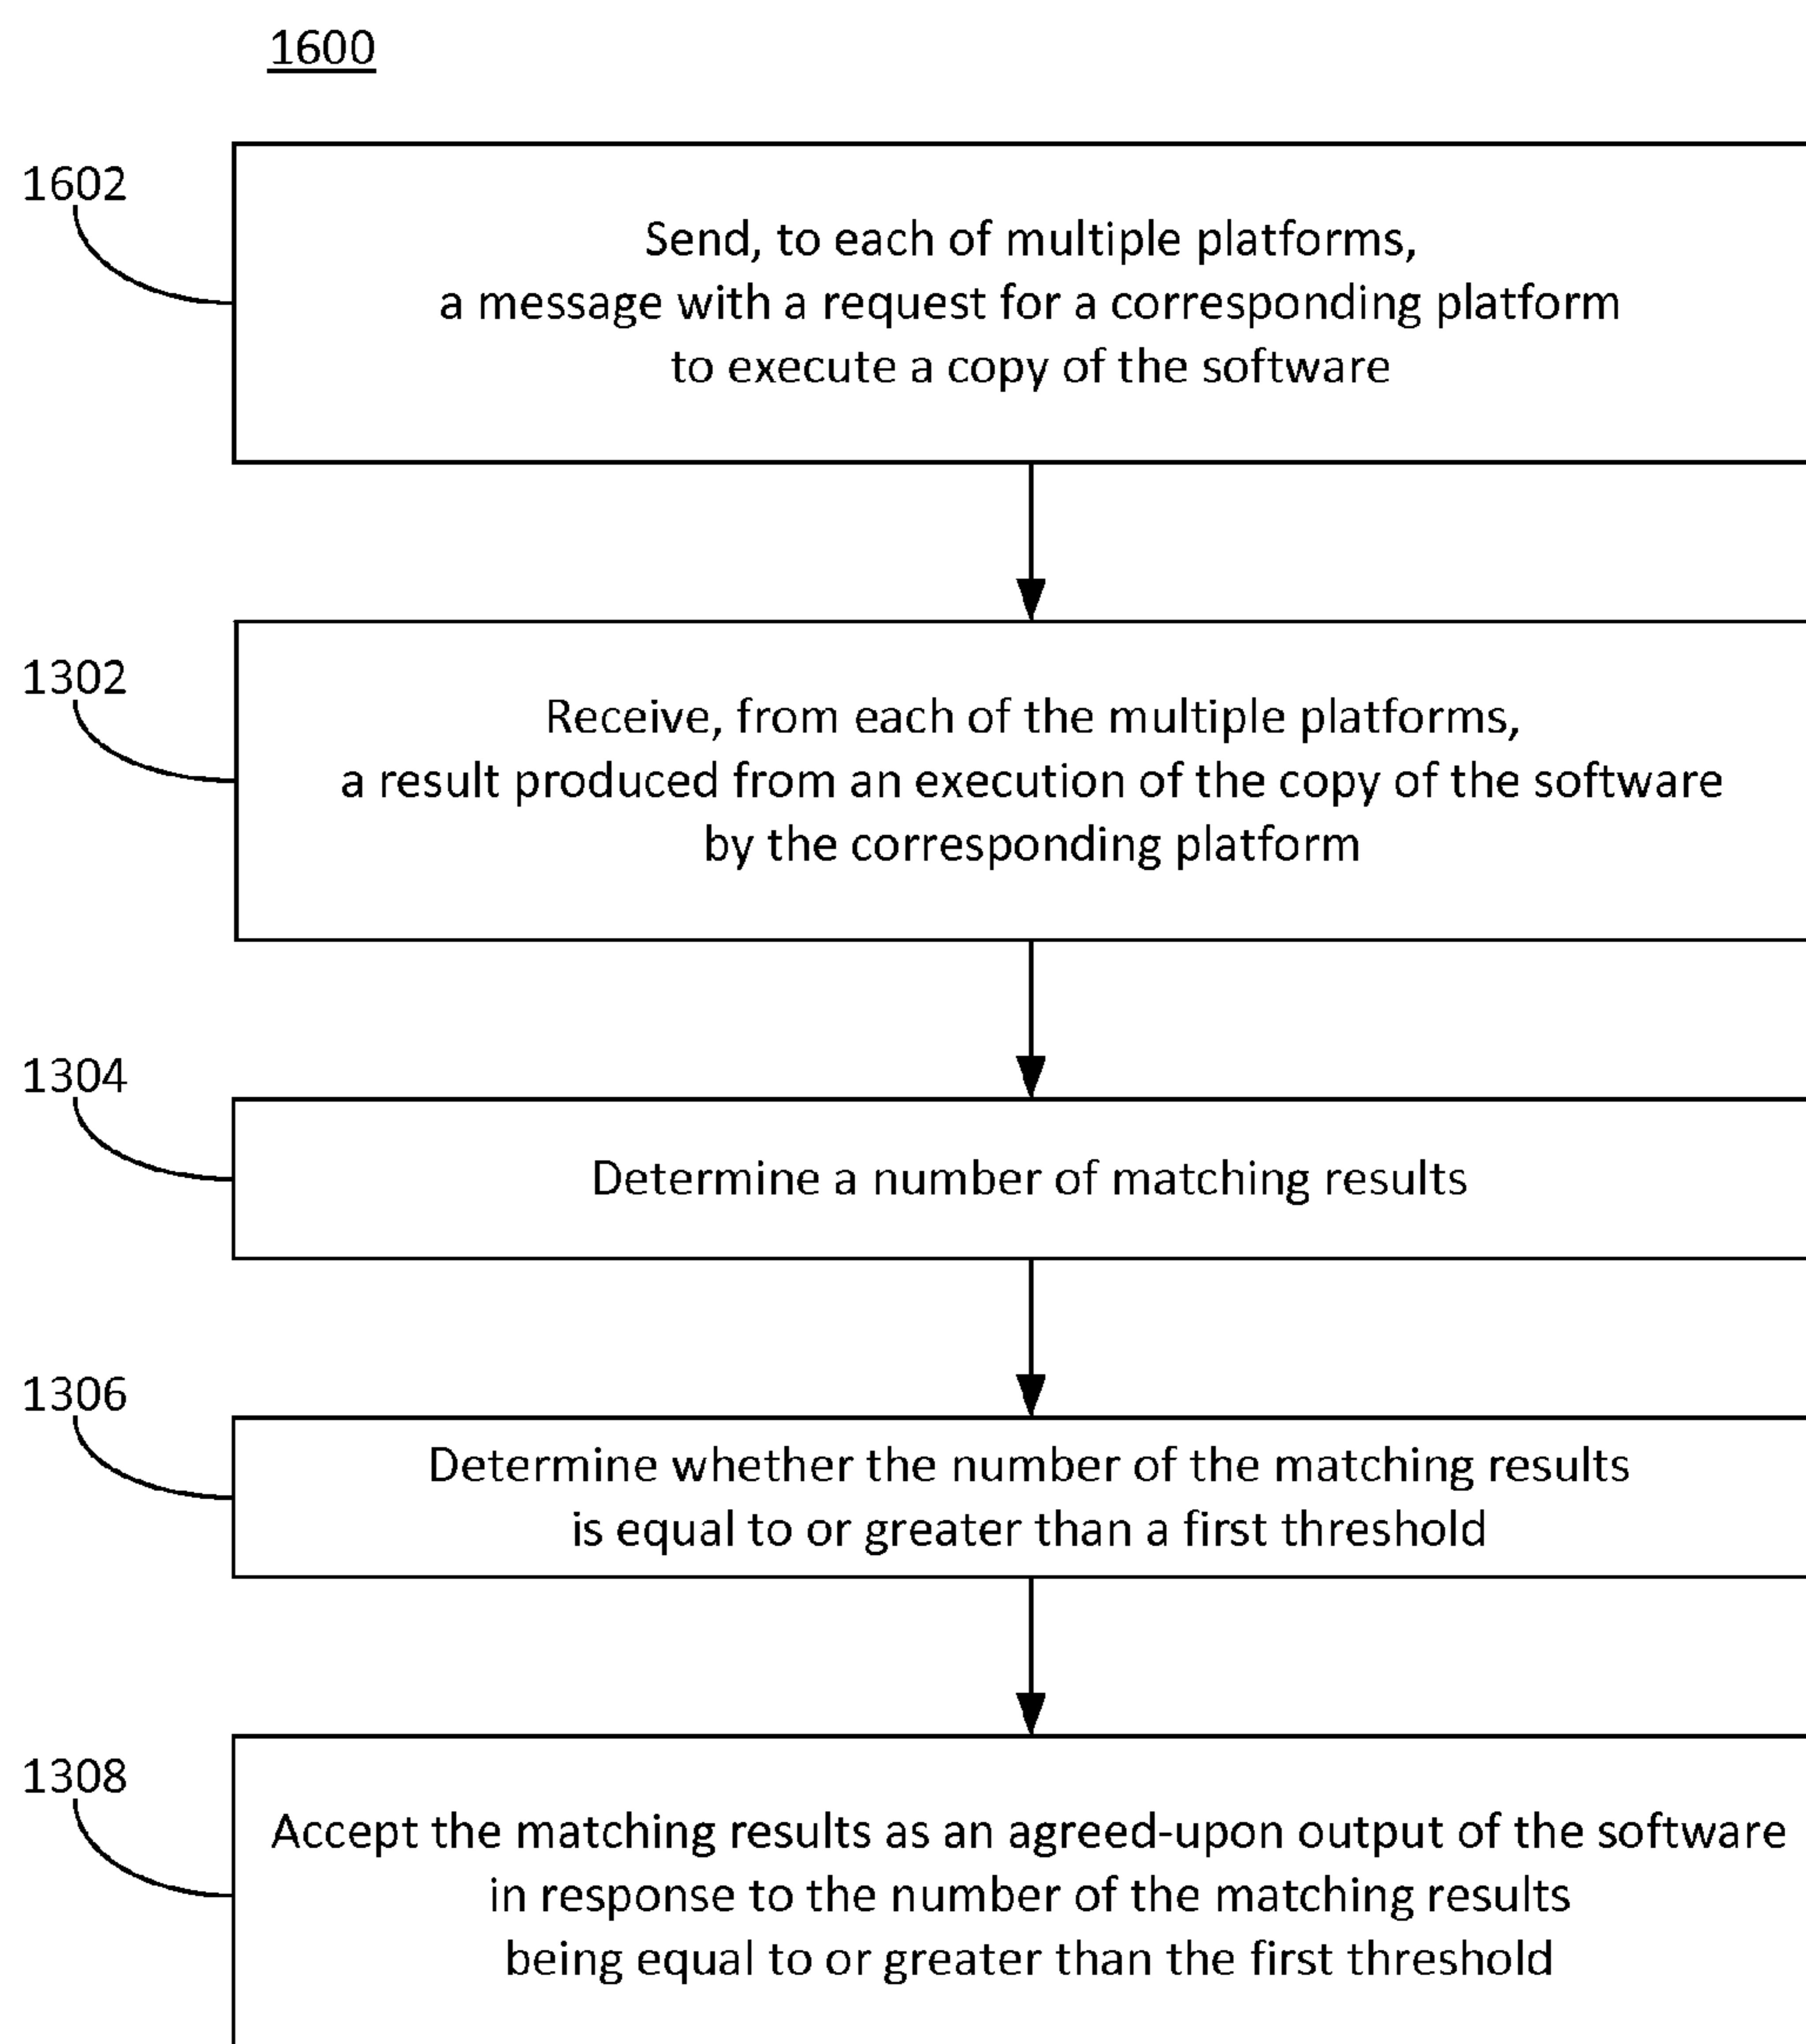 1600
1602
Send, to each of multiple platforms,
a message with a request for a corresponding platform
to execute a copy of the software
1302
Receive, from each of the multiple platforms,
a result produced from an execution of the copy of the software
by the corresponding platform
1304
Determine a number of matching results
1306
Determine whether the number of the matching results
is equal to or greater than a first threshold
1308
Accept the matching results as an agreed-upon output of the software
in response to the number of the matching results
being equal to or greater than the first threshold